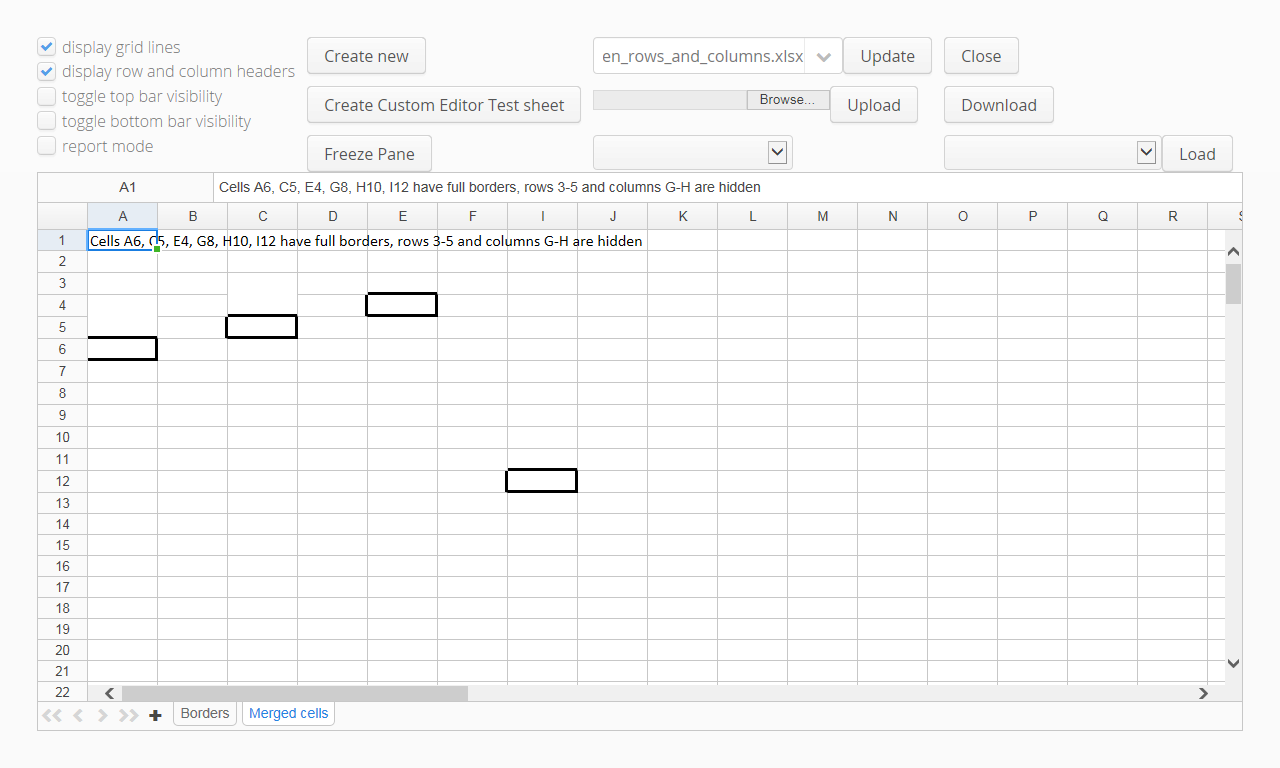 display grid lines
display row and column headers
toggle top bar visibility
toggle bottom bar visibility
report mode
Create new
en_rows_and_columns.xlsx
Update
Close
Create Custom Editor Test sheet
Browse...
Upload
Download
Freeze Pane
Load
A1
Cells A6, C5, E4, G8, H10, I12 have full borders, rows 3-5 and columns G-H are hidden
A B C D E F I J K L M N O P Q R S
1 Cells A6, C5, E4, G8, H10, I12 have full borders, rows 3-5 and columns G-H are hidden
2
3
4
5
6
7
8
9
10
11
12
13
14
15
16
17
18
19
20
21
22
Borders
Merged cells